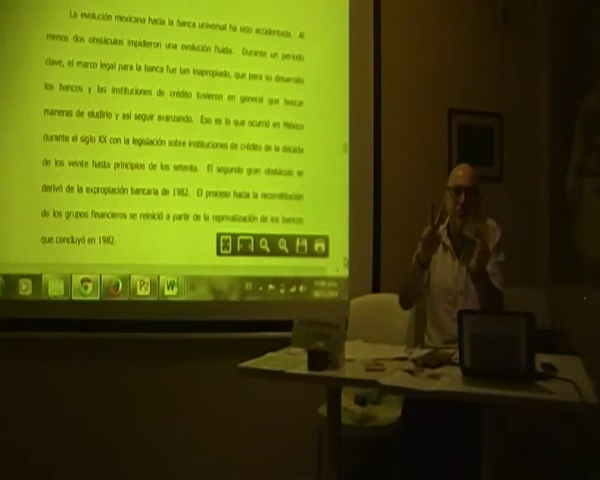 La evolución mexicana hacia la banca universal ha sido accidentada. Al
menos dos obstáculos impidieron una evolución fluida. Durante un periodo
clave, el marco legal para la banca fue tan inapropiado, que para su desarrollo
los bancos y las instituciones de crédito tuvieron en general que buscar
maneras de eludirlo y así seguir avanzando. Eso es lo que ocurrió en México
durante el siglo XX con la legislación sobre instituciones de crédito de la década
de los veinte hasta principios de los setenta. El segundo gran obstáculo se
derivó de la expropiación bancaria de 1982. El proceso hacia la reconstitución
de los grupos financieros se reinició a partir de la reprivatización de los bancos
que concluyó en 1982.